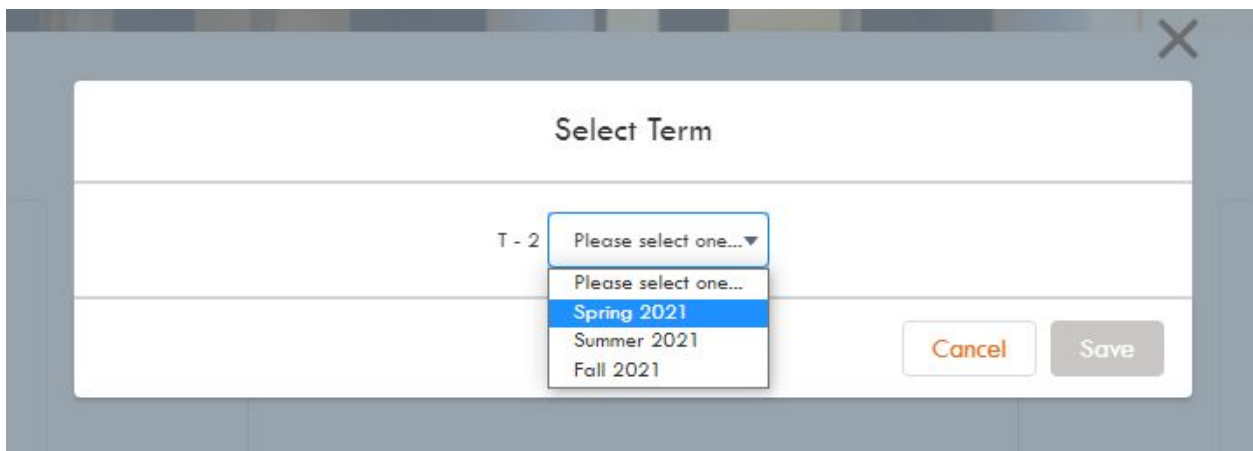 Select Term
T - 2 Please select one...
Please select one...
Spring 2021
Summer 2021
Fall 2021
Cancel Save